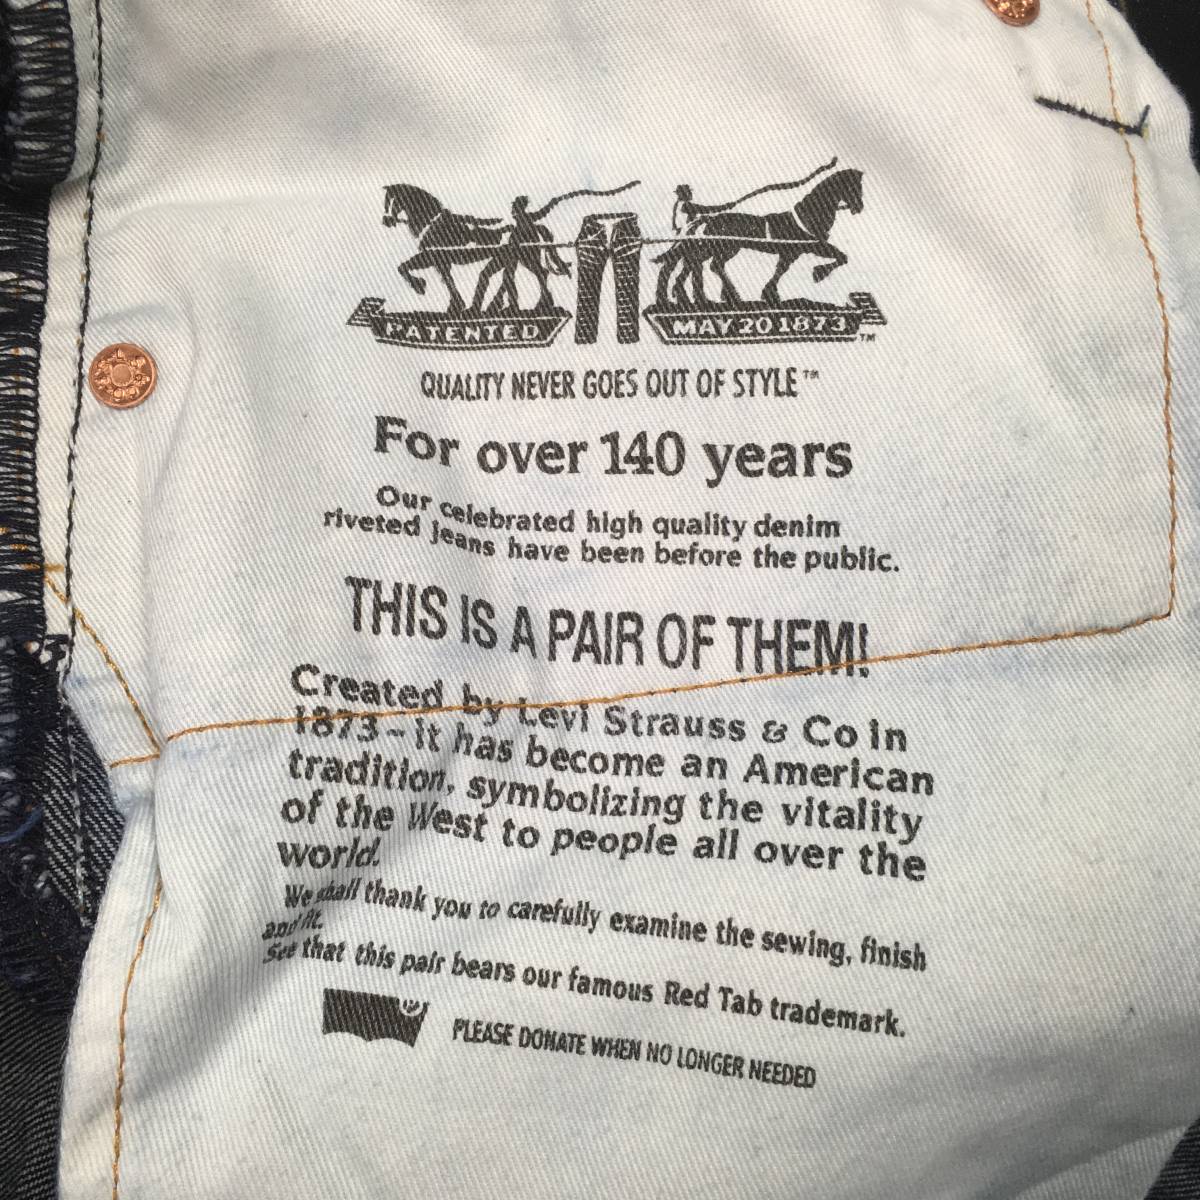 PATENTED MAY 20 1873 ™
QUALITY NEVER GOES OUT OF STYLE™
For over 140 years
Our celebrated high quality denim
riveted jeans have been before the public.
THIS IS A PAIR OF THEM!
Created by Levi Strauss & Co in
1873 - it has become an American
tradition, symbolizing the vitality
of the West to people all over the
world.
We shall thank you to carefully examine the sewing, finish
and fit.
See that this pair bears our famous Red Tab trademark.
PLEASE DONATE WHEN NO LONGER NEEDED